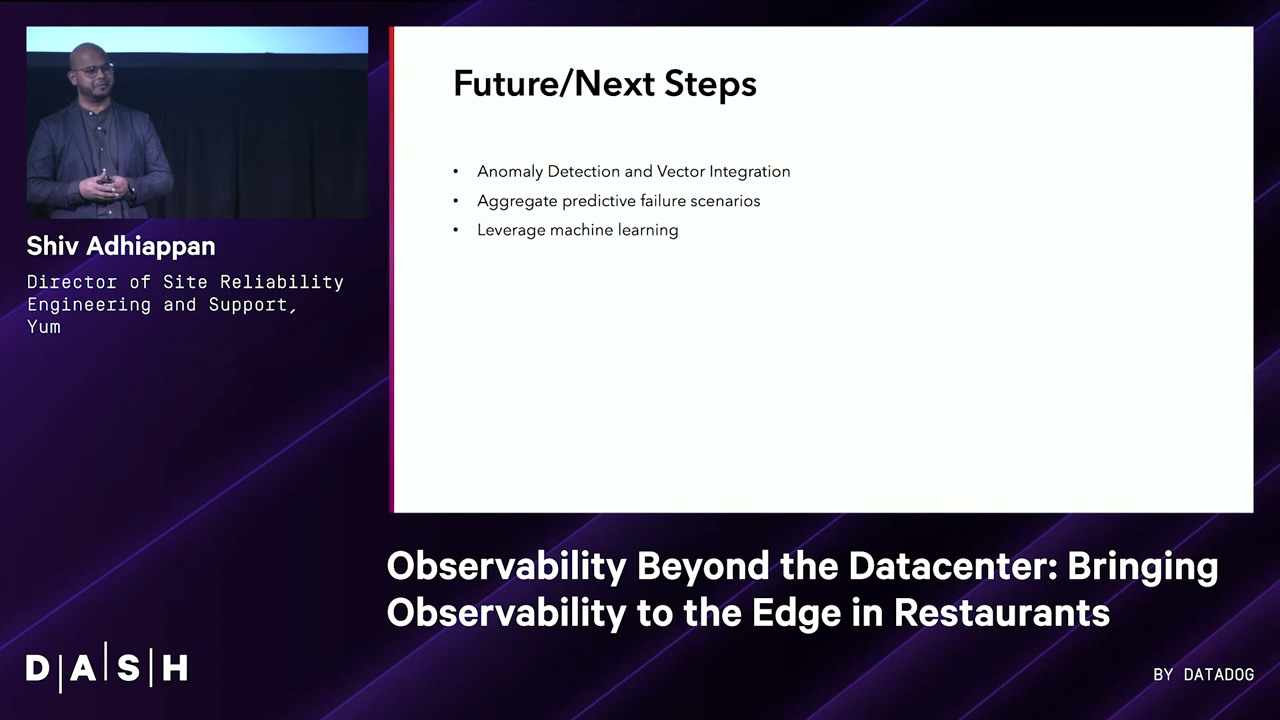 Future/Next Steps
• Anomaly Detection and Vector Integration
• Aggregate predictive failure scenarios
• Leverage machine learning
Shiv Adhiappan
Director of Site Reliability
Engineering and Support,
Yum
Observability Beyond the Datacenter: Bringing
Observability to the Edge in Restaurants
D|A|S|H
BY DATADOG